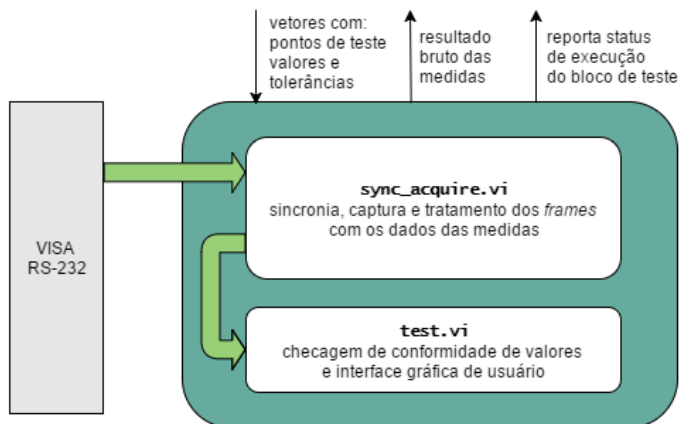 vetores com:
pontos de teste
valores e
tolerâncias
resultado
bruto das
medidas
reporta status
de execução
do bloco de teste
VISA
RS-232
sync_acquire.vi
sincronia, captura e tratamento dos frames
com os dados das medidas
test.vi
checagem de conformidade de valores
e interface gráfica de usuário